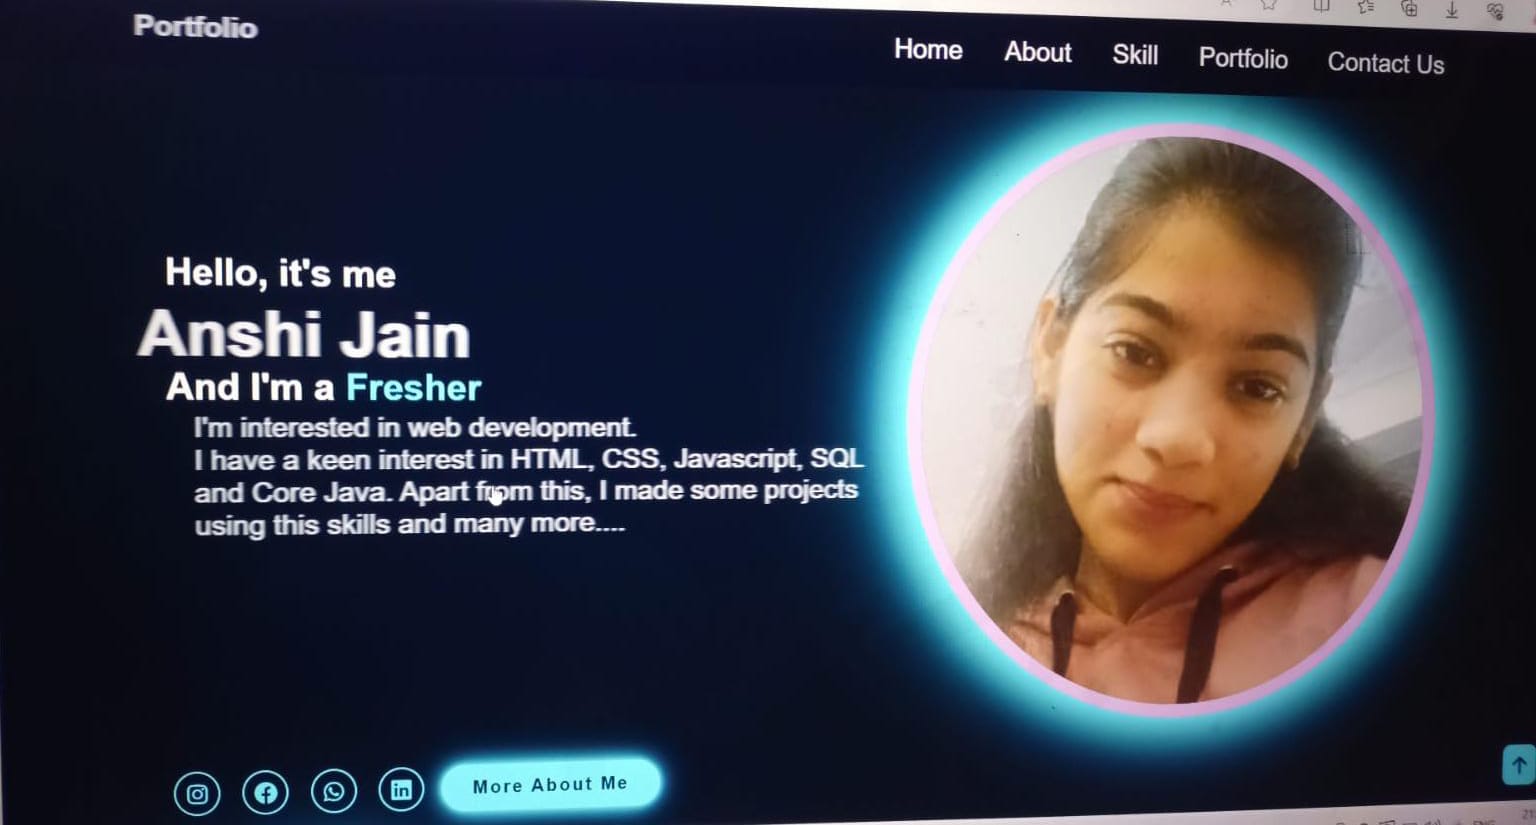 Portfolio
Home About Skill Portfolio Contact Us
Hello, it's me
Anshi Jain
And I'm a Fresher
I'm interested in web development.
I have a keen interest in HTML, CSS, Javascript, SQL
and Core Java. Apart from this, I made some projects
using this skills and many more....
in More About Me